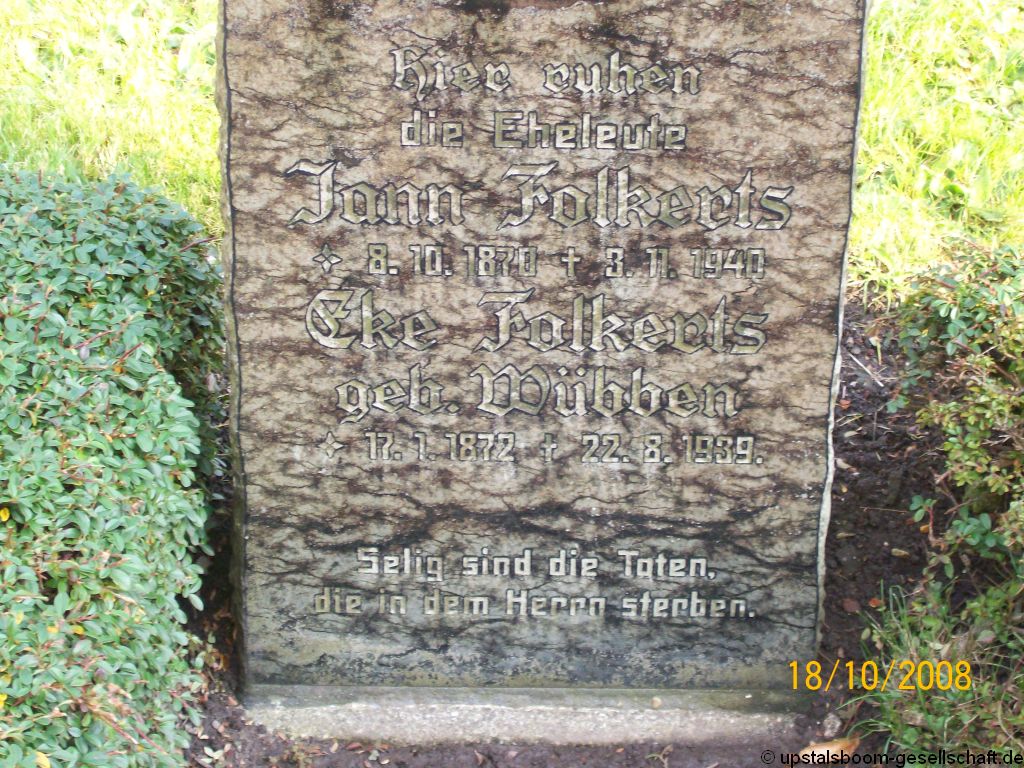 Hier ruhen
die Eheleute
Jann Folkerts
8. 10. 1870 † 3. 11. 1940
Eke Folkerts
geb. Wübben
17. 1. 1872 † 22. 8. 1939.
Selig sind die Toten,
die in dem Herrn sterben.
18/10/2008
© upstalsboom-gesellschaft.de